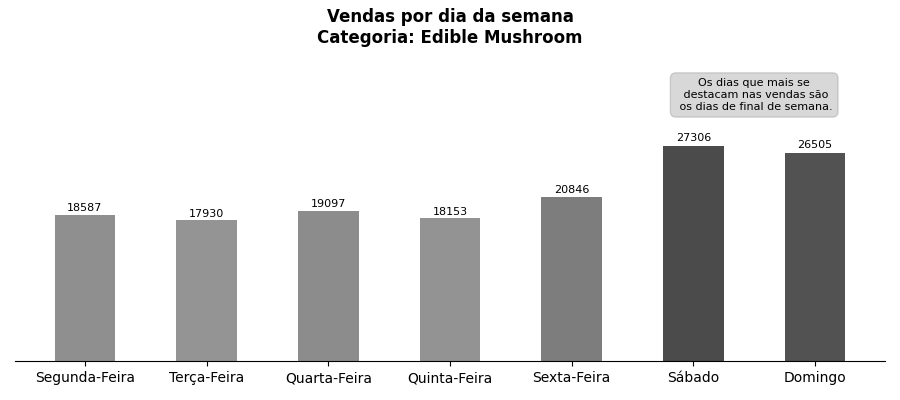 Vendas por dia da semana
Categoria: Edible Mushroom
Os dias que mais se
destacam nas vendas são
os dias de final de semana.
18587
17930
19097
18153
20846
27306
26505
Segunda-Feira
Terça-Feira
Quarta-Feira
Quinta-Feira
Sexta-Feira
Sábado
Domingo